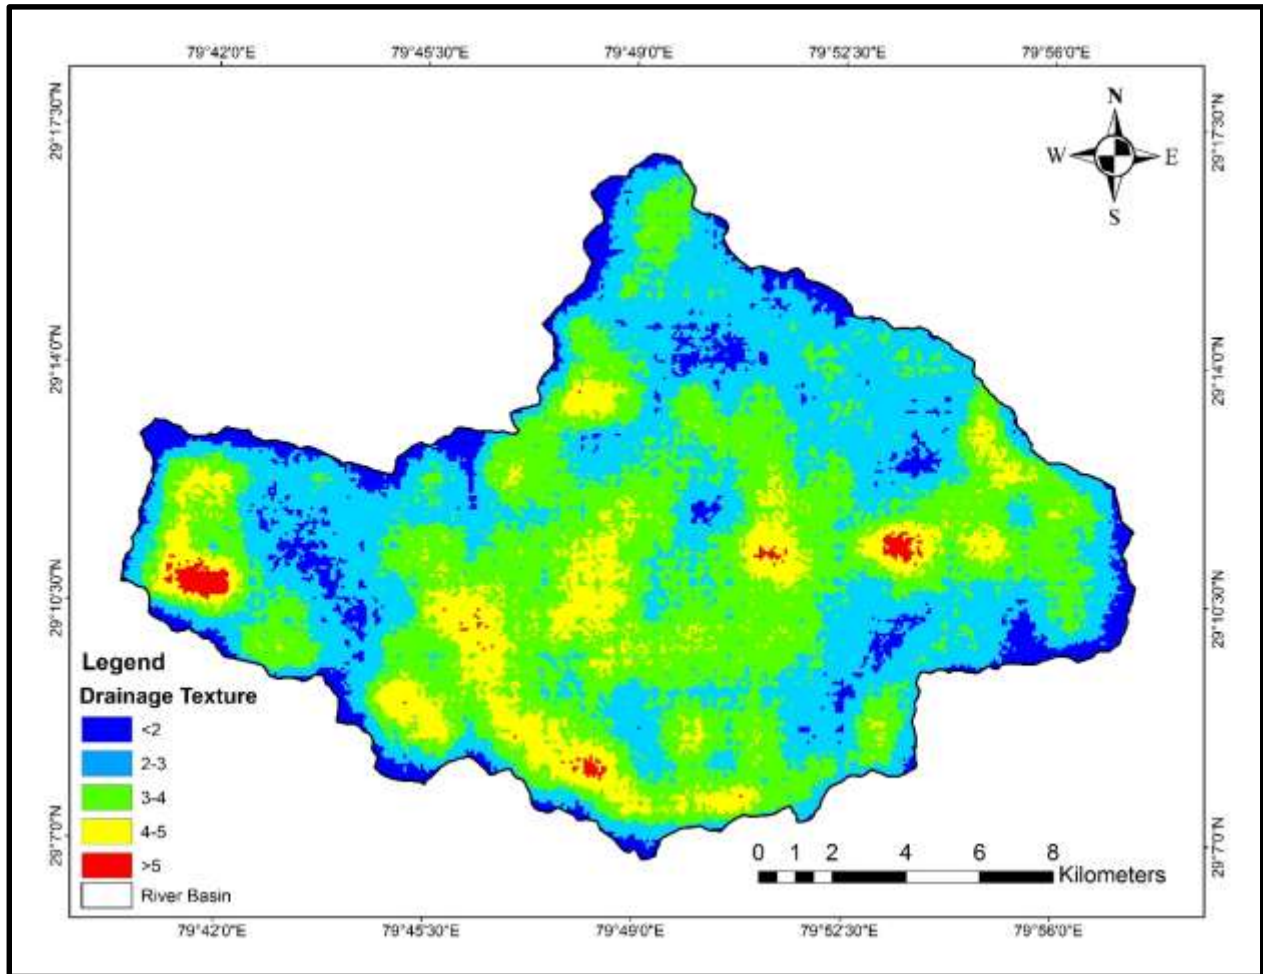 79°42'0"E 79°45'30"E 79°49'0"E 79°52'30"E 79°56'0"E
29°17'30"N
29°17'30"N
N
W E
S
29°14'0"N
29°14'0"N
29°10'30"N
29°10'30"N
Legend
Drainage Texture
<2
2-3
3-4
4-5
>5
River Basin
29°7'0"N
29°7'0"N
0 1 2 4 6 8
Kilometers
79°42'0"E 79°45'30"E 79°49'0"E 79°52'30"E 79°56'0"E